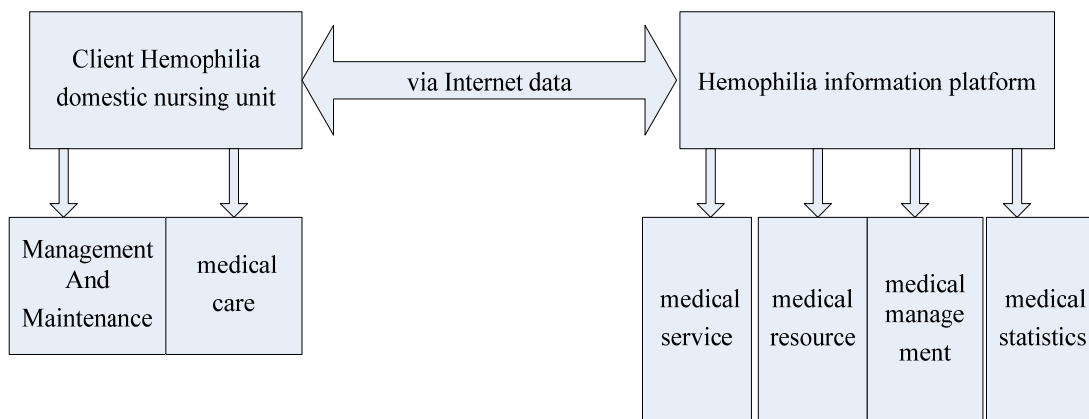 Client Hemophilia
domestic nursing unit
via Internet data
Hemophilia information platform
Management
And
Maintenance
medical
care
medical
service
medical
resource
medical
manage
ment
medical
statistics